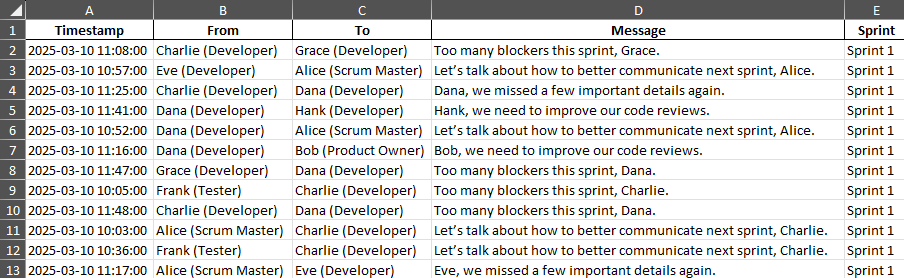 A B C D E
1 Timestamp From To Message Sprint
2 2025-03-10 11:08:00 Charlie (Developer) Grace (Developer) Too many blockers this sprint, Grace. Sprint 1
3 2025-03-10 10:57:00 Eve (Developer) Alice (Scrum Master) Let's talk about how to better communicate next sprint, Alice. Sprint 1
4 2025-03-10 11:25:00 Charlie (Developer) Dana (Developer) Dana, we missed a few important details again. Sprint 1
5 2025-03-10 11:41:00 Dana (Developer) Hank (Developer) Hank, we need to improve our code reviews. Sprint 1
6 2025-03-10 10:52:00 Dana (Developer) Alice (Scrum Master) Let's talk about how to better communicate next sprint, Alice. Sprint 1
7 2025-03-10 11:16:00 Dana (Developer) Bob (Product Owner) Bob, we need to improve our code reviews. Sprint 1
8 2025-03-10 11:47:00 Grace (Developer) Dana (Developer) Too many blockers this sprint, Dana. Sprint 1
9 2025-03-10 10:05:00 Frank (Tester) Charlie (Developer) Too many blockers this sprint, Charlie. Sprint 1
10 2025-03-10 11:48:00 Charlie (Developer) Dana (Developer) Too many blockers this sprint, Dana. Sprint 1
11 2025-03-10 10:03:00 Alice (Scrum Master) Charlie (Developer) Let's talk about how to better communicate next sprint, Charlie. Sprint 1
12 2025-03-10 10:36:00 Frank (Tester) Charlie (Developer) Let's talk about how to better communicate next sprint, Charlie. Sprint 1
13 2025-03-10 11:17:00 Alice (Scrum Master) Eve (Developer) Eve, we missed a few important details again. Sprint 1